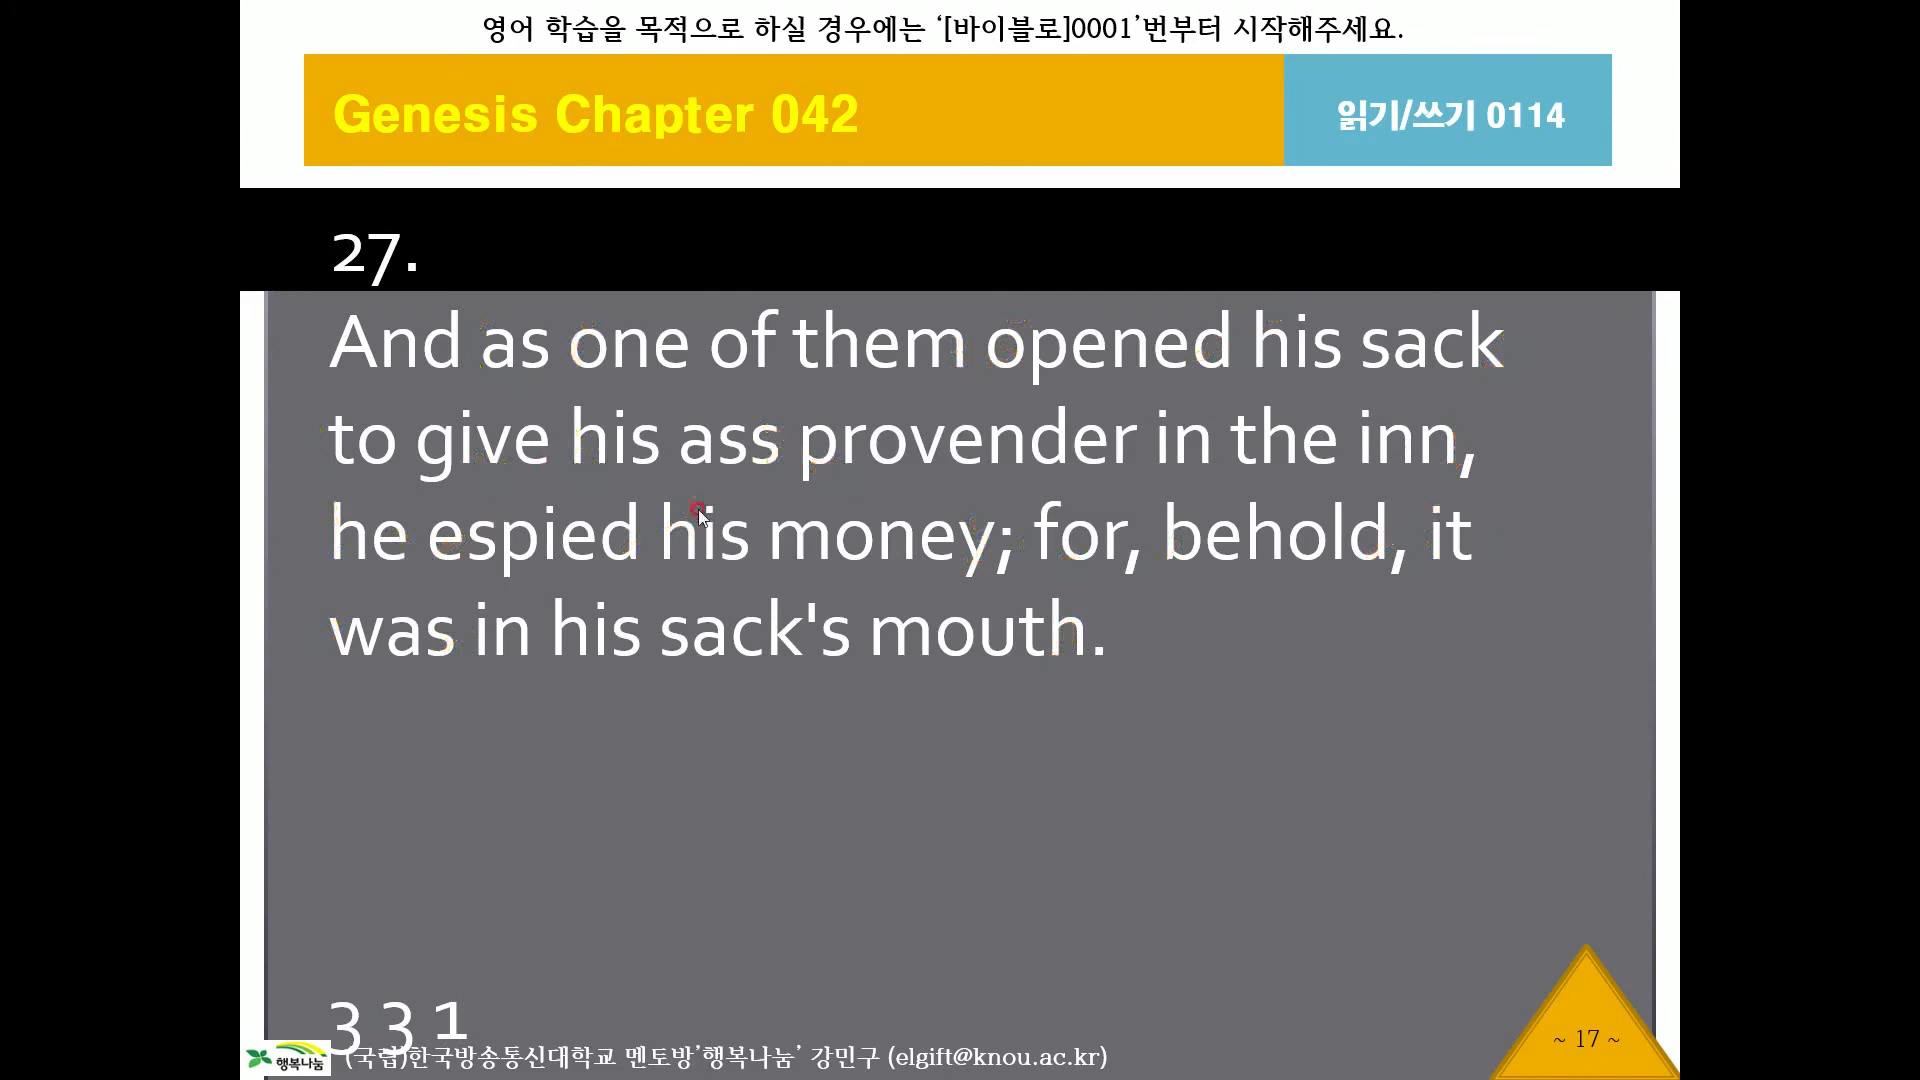 영어 학습을 목적으로 하실 경우에는 ‘[바이블로]0001’번부터 시작해주세요.
Genesis Chapter 042
읽기/쓰기 0114
27.
And as one of them opened his sack
to give his ass provender in the inn,
he espied his money; for, behold, it
was in his sack's mouth.
3 3 1
행복나눔
(국립)한국방송통신대학교 멘토방’행복나눔’ 강민구 (elgift@knou.ac.kr)
~ 17 ~